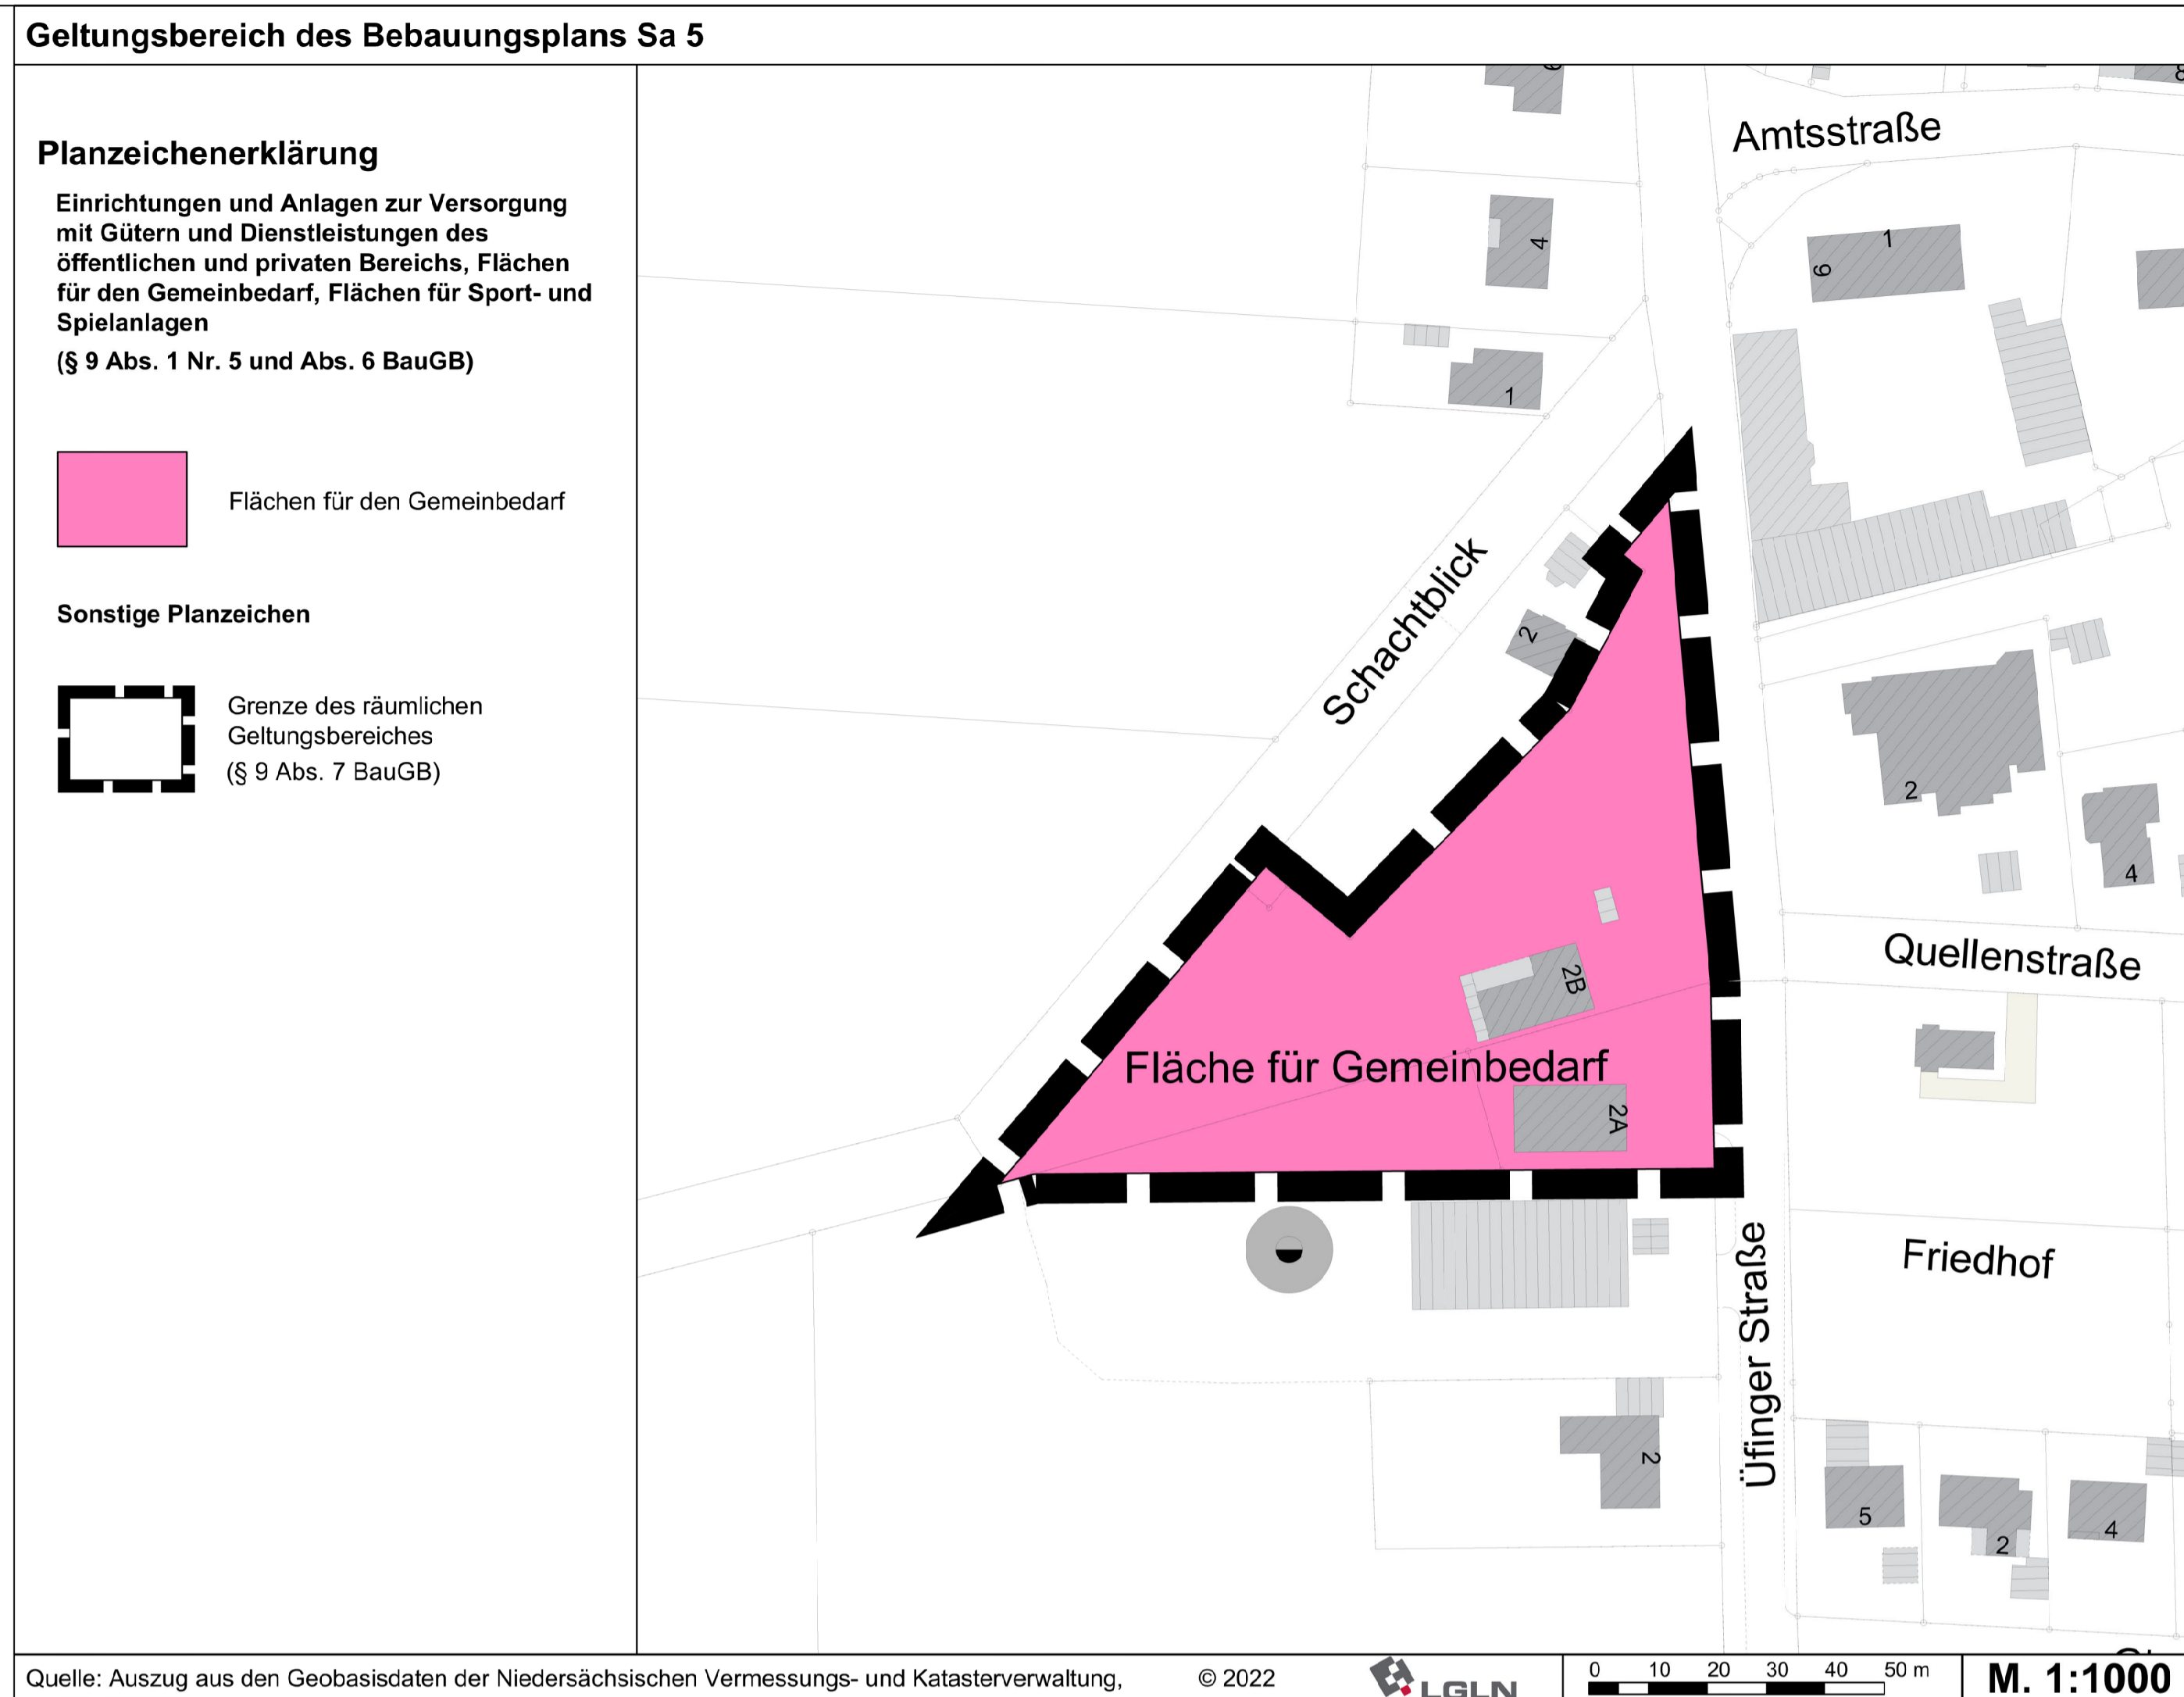 Geltungsbereich des Bebauungsplans Sa 5
Planzeichenerklärung
Einrichtungen und Anlagen zur Versorgung
mit Gütern und Dienstleistungen des
öffentlichen und privaten Bereichs, Flächen
für den Gemeinbedarf, Flächen für Sport- und
Spielanlagen
(§ 9 Abs. 1 Nr. 5 und Abs. 6 BauGB)
Flächen für den Gemeinbedarf
Sonstige Planzeichen
Grenze des räumlichen
Geltungsbereiches
(§ 9 Abs. 7 BauGB)
Amtsstraße
4
1
9
1
Schachtblick
2
2
4
Quellenstraße
2B
Fläche für Gemeinbedarf
2A
Friedhof
Üfinger Straße
2
5
2
4
Quelle: Auszug aus den Geobasisdaten der Niedersächsischen Vermessungs- und Katasterverwaltung,
© 2022
LGLN
0 10 20 30 40 50 m
M. 1:1000